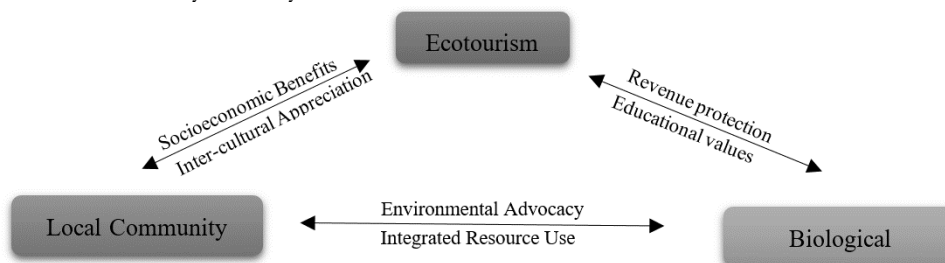 Ecotourism
Socioeconomic Benefits
Inter-cultural Appreciation
Revenue protection
Educational values
Local Community
Environmental Advocacy
Integrated Resource Use
Biological